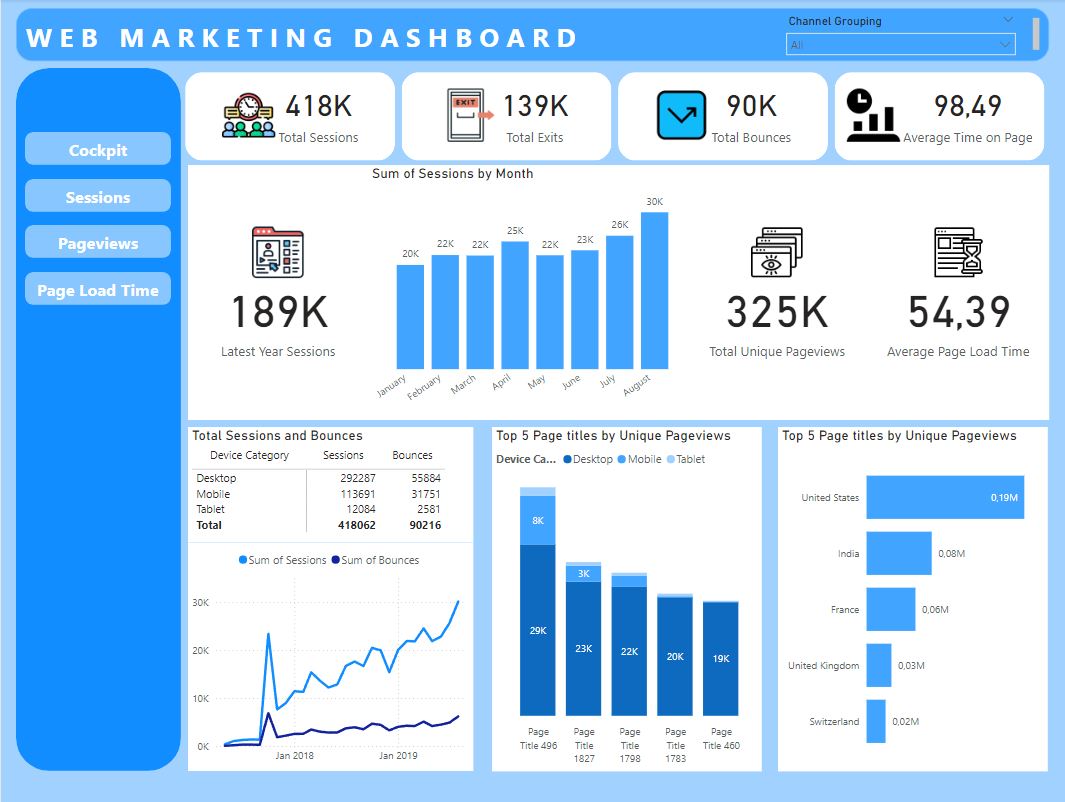 WEB MARKETING DASHBOARD
Channel Grouping
All
Cockpit
Sessions
Pageviews
Page Load Time
418K
Total Sessions
EXIT
139K
Total Exits
90K
Total Bounces
98,49
Average Time on Page
189K
Latest Year Sessions
Sum of Sessions by Month
20K
22K
22K
25K
22K
23K
26K
30K
January
February
March
April
May
June
July
August
325K
Total Unique Pageviews
54,39
Average Page Load Time
Total Sessions and Bounces
Device Category Sessions Bounces
Desktop 292287 55884
Mobile 113691 31751
Tablet 12084 2581
Total 418062 90216
Sum of Sessions Sum of Bounces
30K
20K
10K
0K
Jan 2018 Jan 2019
Top 5 Page titles by Unique Pageviews
Device Ca... Desktop Mobile Tablet
8K
29K
3K
23K
22K
20K
19K
Page
Title 496
Page
Title
1827
Page
Title
1798
Page
Title
1783
Page
Title 460
Top 5 Page titles by Unique Pageviews
United States 0,19M
India 0,08M
France 0,06M
United Kingdom 0,03M
Switzerland 0,02M